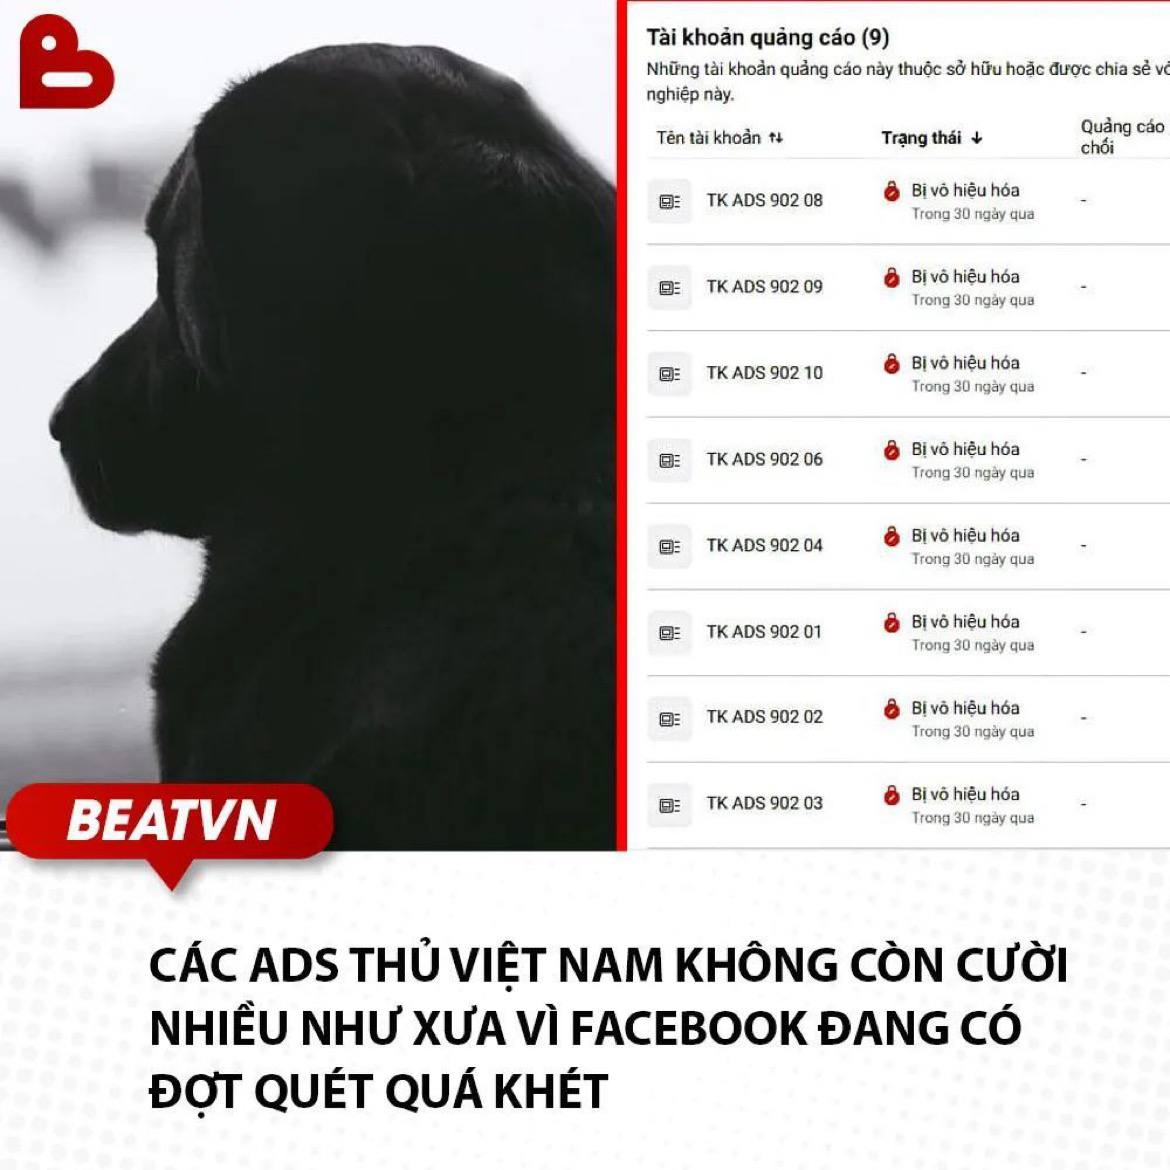 Tài khoản quảng cáo (9)
Những tài khoản quảng cáo này thuộc sở hữu hoặc được chia sẻ
nghiệp này.
Tên tài khoản
Trạng thái
Quảng cáo
chối
TK ADS 902 08
Bị vô hiệu hóa
-
Trong 30 ngày qua
TK ADS 902 09
Bị vô hiệu hóa
-
Trong 30 ngày qua
TK ADS 902 10
Bị vô hiệu hóa
-
Trong 30 ngày qua
TK ADS 902 06
Bị vô hiệu hóa
-
Trong 30 ngày qua
TK ADS 902 04
Bị vô hiệu hóa
-
Trong 30 ngày qua
TK ADS 902 01
Bị vô hiệu hóa
-
Trong 30 ngày qua
TK ADS 902 02
Bị vô hiệu hóa
-
Trong 30 ngày qua
TK ADS 902 03
Bị vô hiệu hóa
-
Trong 30 ngày qua
BEATVN
CÁC ADS THỦ VIỆT NAM KHÔNG CÒN CƯỜI
NHIỀU NHƯ XƯA VÌ FACEBOOK ĐANG CÓ
ĐỢT QUÉT QUÁ KHÉT